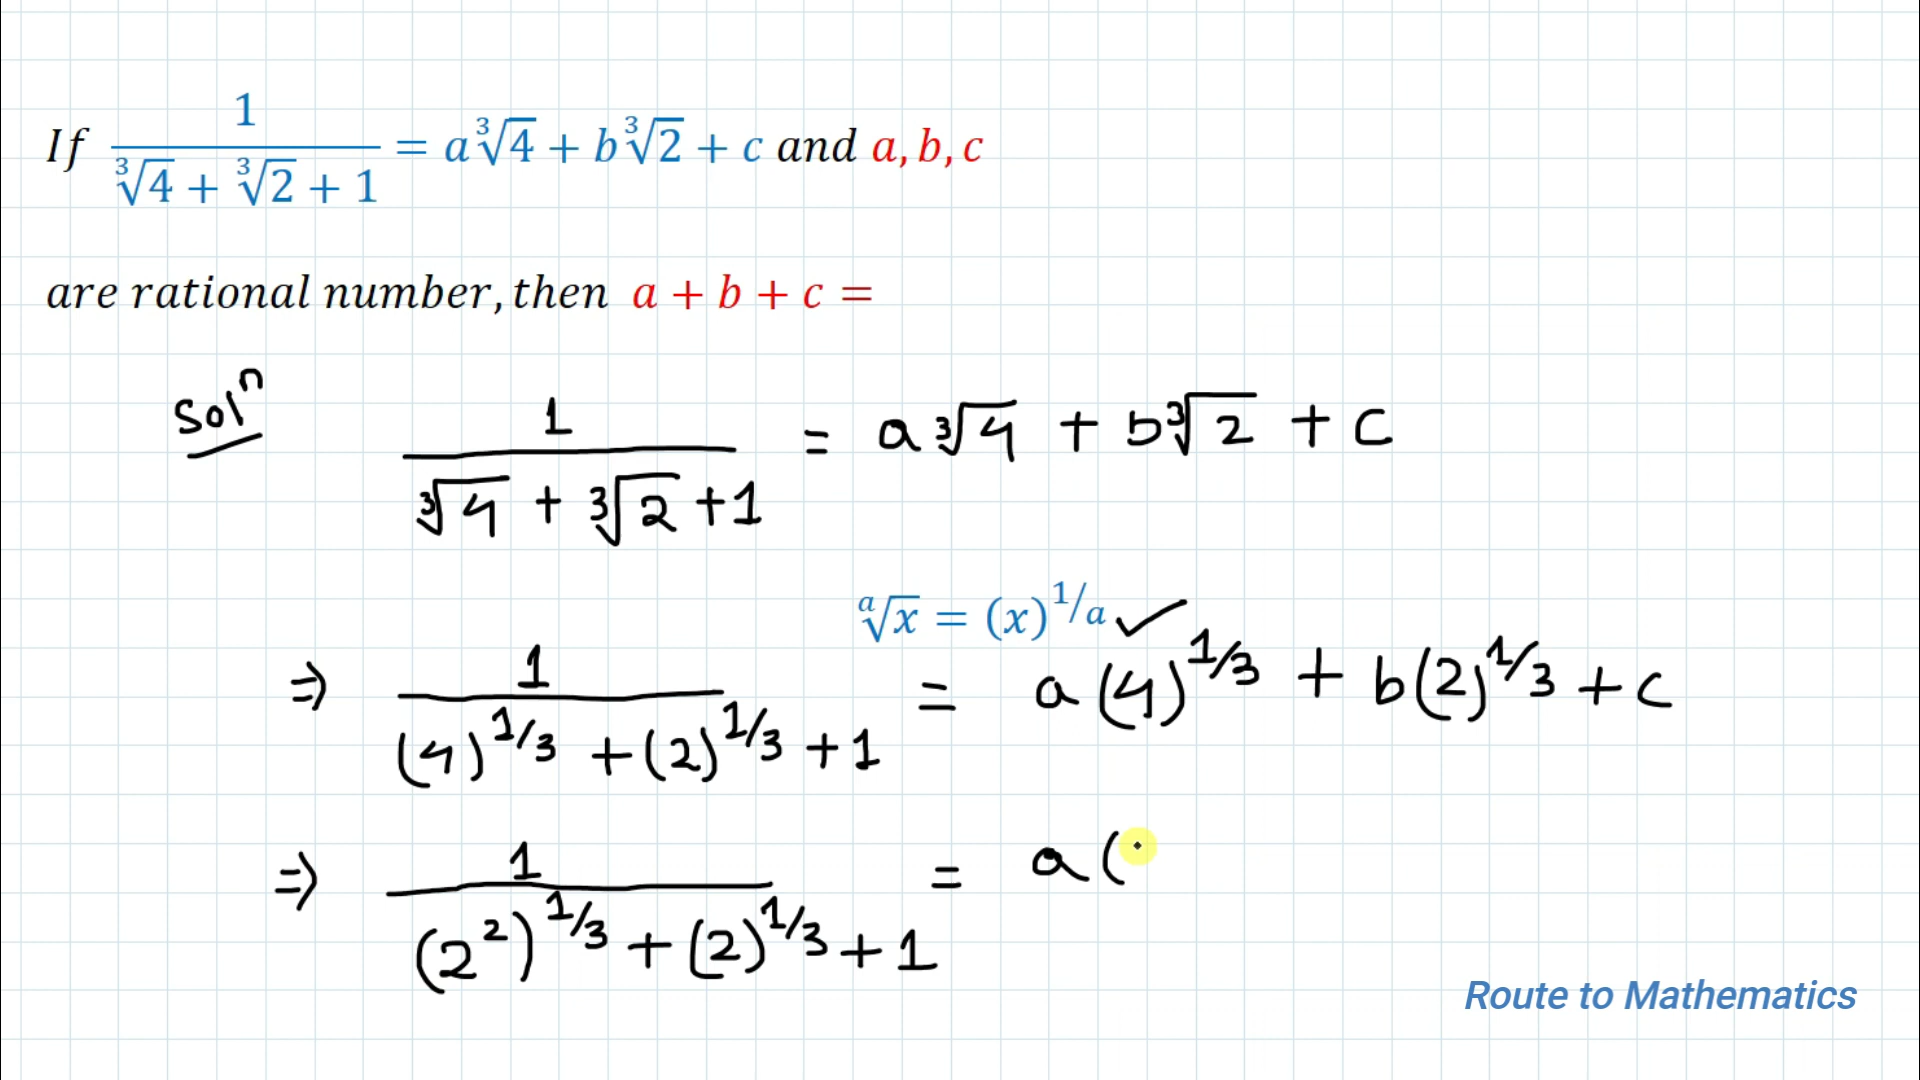 If 1/(∛4 + ∛2 + 1) = a∛4 + b∛2 + c and a, b, c
are rational number, then a + b + c =
Solⁿ
1/(∛4 + ∛2 + 1) = a∛4 + b∛2 + c
ᵃ√x = (x)^1/a ✓
⇒ 1/((4)^1/3 + (2)^1/3 + 1) = a(4)^1/3 + b(2)^1/3 + c
⇒ 1/((2²)^1/3 + (2)^1/3 + 1) = a(
Route to Mathematics